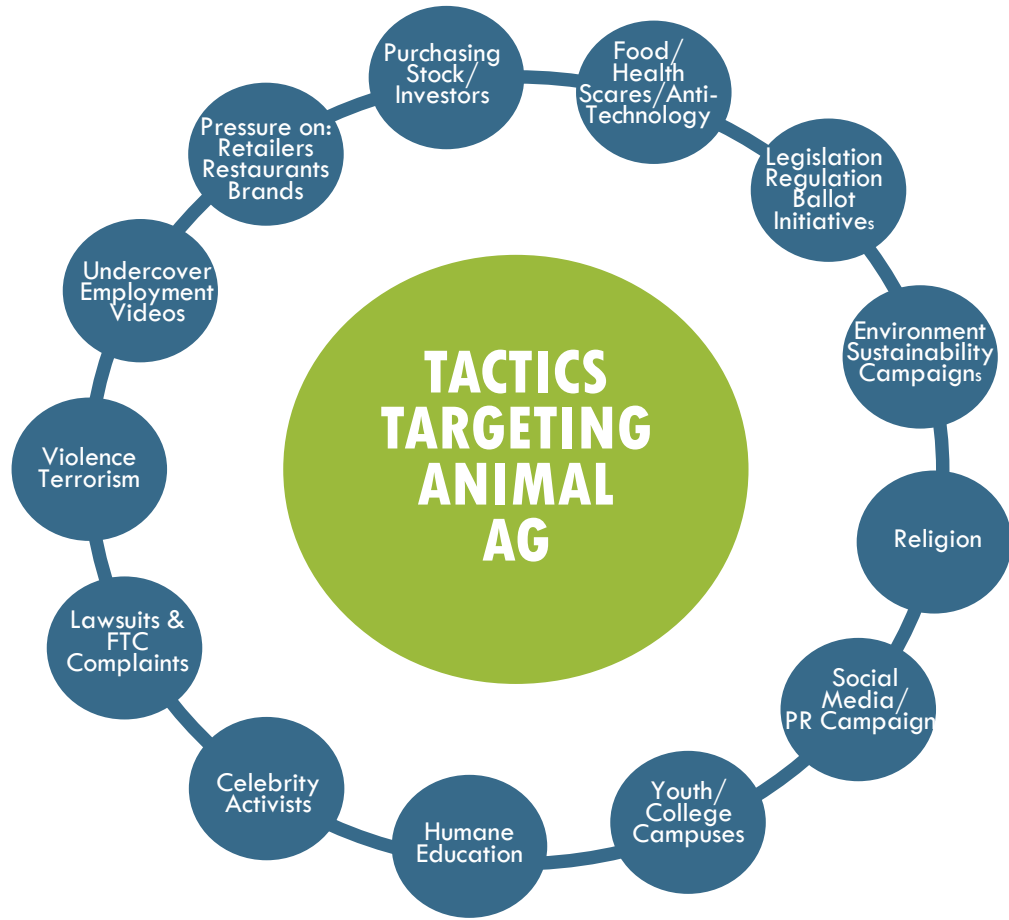 TACTICS
TARGETING
ANIMAL
AG
Purchasing
Stock/
Investors
Food/
Health
Scares/Anti-
Technology
Legislation
Regulation
Ballot
Initiatives
Environment
Sustainability
Campaigns
Religion
Social
Media/
PR Campaign
Youth/
College
Campuses
Humane
Education
Celebrity
Activists
Lawsuits &
FTC
Complaints
Violence
Terrorism
Undercover
Employment
Videos
Pressure on:
Retailers
Restaurants
Brands